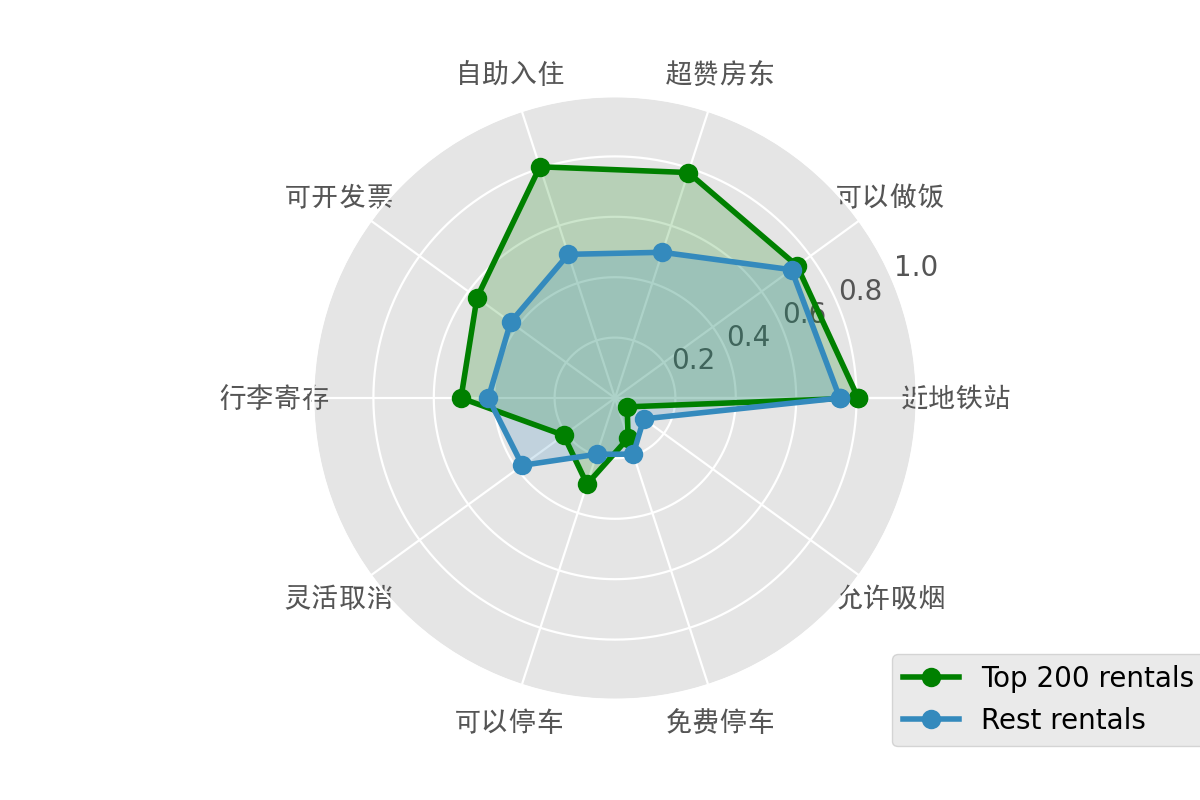 自助入住
超赞房东
可开发票
可以做饭
1.0
0.8
0.6
0.4
0.2
行李寄存
近地铁站
灵活取消
允许吸烟
可以停车
免费停车
Top 200 rentals
Rest rentals